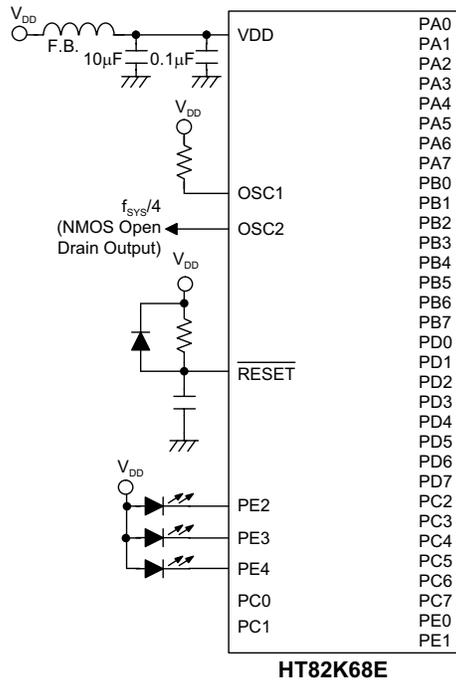 VDD
F.B.
10µF
0.1µF
VDD
VDD
OSC1
fSYS/4
(NMOS Open
Drain Output)
OSC2
VDD
RESET
VDD
PE2
PE3
PE4
PC0
PC1
PA0
PA1
PA2
PA3
PA4
PA5
PA6
PA7
PB0
PB1
PB2
PB3
PB4
PB5
PB6
PB7
PD0
PD1
PD2
PD3
PD4
PD5
PD6
PD7
PC2
PC3
PC4
PC5
PC6
PC7
PE0
PE1
HT82K68E